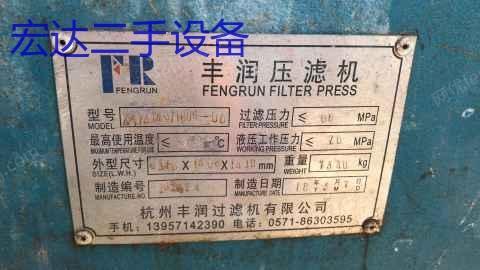 宏达二手设备
FR
FENGRUN
丰润压滤机
FENGRUN FILTER PRESS
型号
MODEL
过滤压力 ≤ MPa
FILTER PRESSURE
最高使用温度 ≤ ℃
MAXIMUM TEMPERATURE FOR USE
液压工作压力 ≤ MPa
WORKING PRESSURE
外型尺寸 X X mm
SIZE(L.W.H.)
重量 kg
WEIGHT
制造编号
MANUFACTURE.NO
制造日期
MANUFACTURING DATE
杭州丰润过滤机有限公司
手机：13957142390 电话：0571-86303595